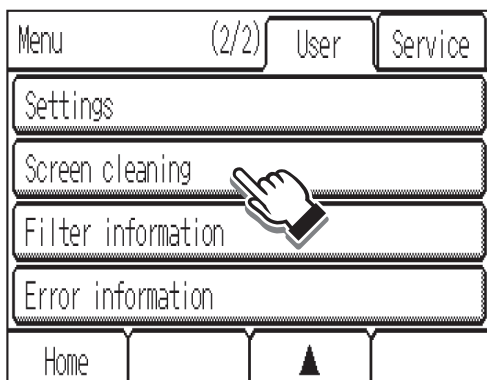 Menu (2/2) User Service
Settings
Screen cleaning
Filter information
Error information
Home ▲